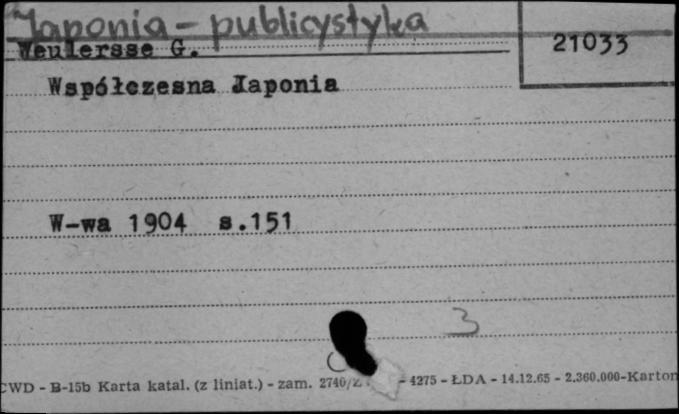 Japonia - publicystyka
Weulersse G.
21033
Współczesna Japonia
W-wa 1904 s.151
3
CWD - B-15b Karta katal. (z liniat.) - zam. 2740/Z - 4275 - ŁDA - 14.12.65 - 2.360.000-Karton